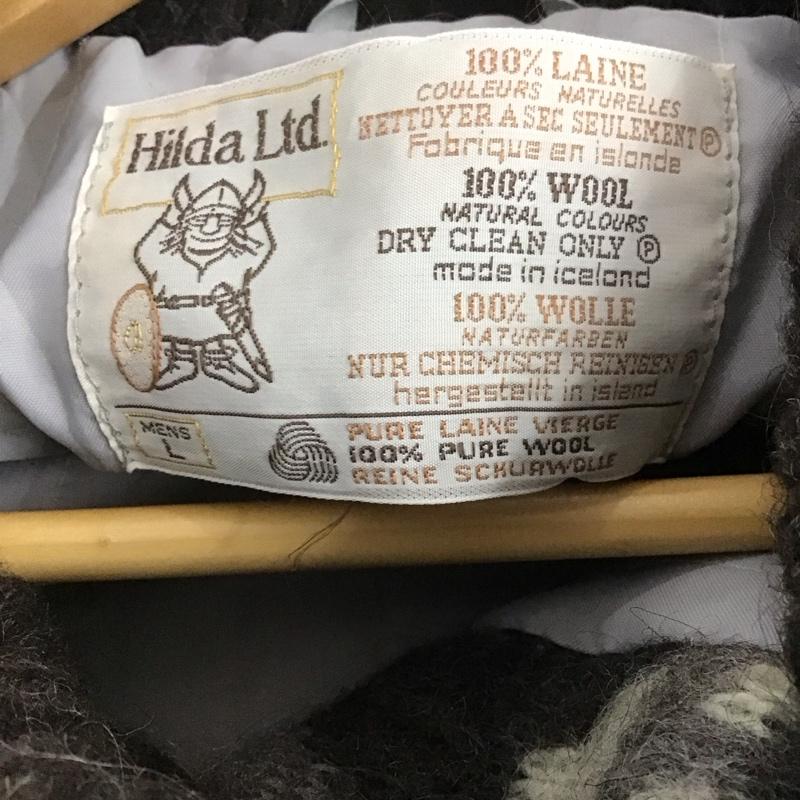 Hilda Ltd.
100% LAINE
COULEURS NATURELLES
NETTOYER A SEC SEULEMENT Ⓟ
Fabrique en islande
100% WOOL
NATURAL COLOURS
DRY CLEAN ONLY Ⓟ
made in iceland
100% WOLLE
NATURFARBEN
NUR CHEMISCH REINIGEN Ⓟ
hergestellt in island
MENS
L
PURE LAINE VIERGE
100% PURE WOOL
REINE SCHURWOLLE